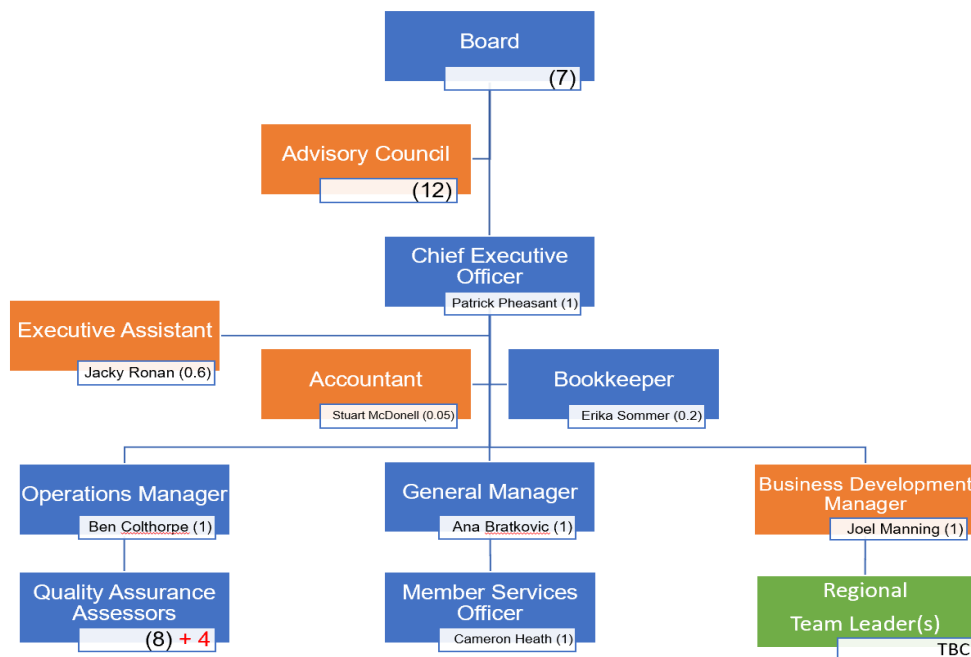 Board
(7)
Advisory Council
(12)
Chief Executive
Officer
Patrick Pheasant (1)
Executive Assistant
Jacky Ronan (0.6)
Accountant
Stuart McDonell (0.05)
Bookkeeper
Erika Sommer (0.2)
Operations Manager
Ben Colthorpe (1)
General Manager
Ana Bratkovic (1)
Business Development
Manager
Joel Manning (1)
Quality Assurance
Assessors
(8) + 4
Member Services
Officer
Cameron Heath (1)
Regional
Team Leader(s)
TBC